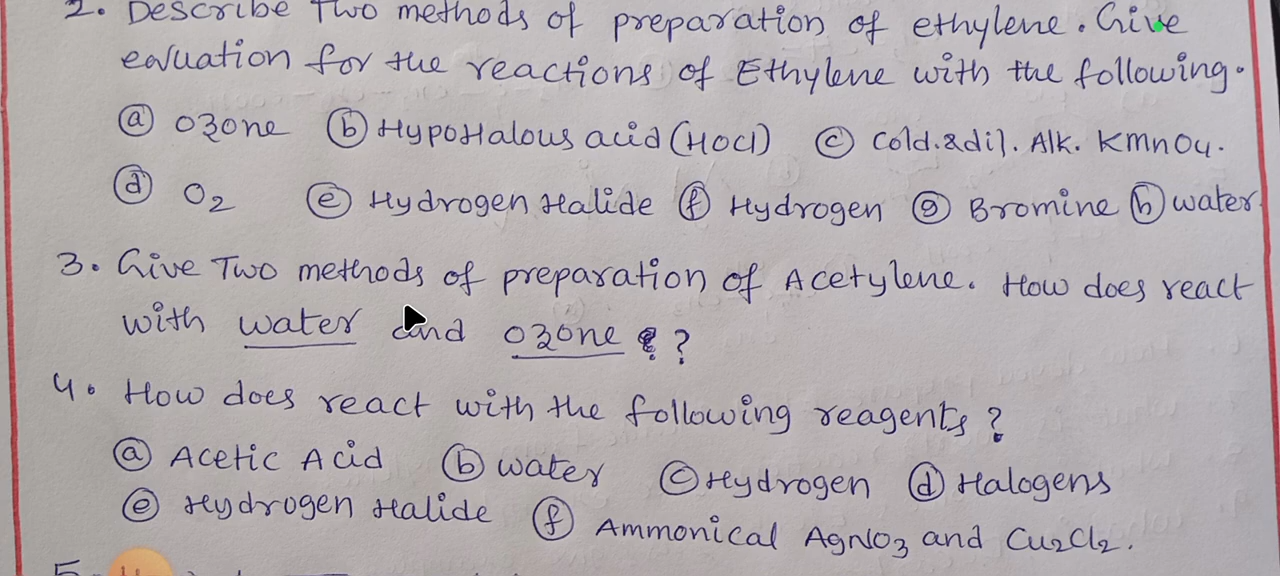 2. Describe Two methods of preparation of ethylene. Give
evuation for the reactions of Ethylene with the following.
ⓐ Ozone ⓑ HypoHalous acid (HOCl) ⓒ Cold.&dil. Alk. KMnO4.
ⓓ O2 ⓔ Hydrogen Halide ⓕ Hydrogen ⓖ Bromine ⓗ water.
3. Give Two methods of preparation of Acetylene. How does react
with water and ozone ?
4. How does react with the following reagents?
ⓐ Acetic Acid ⓑ water ⓒ Hydrogen ⓓ Halogens
ⓔ Hydrogen Halide ⓕ Ammonical AgNO3 and Cu2Cl2.
5.